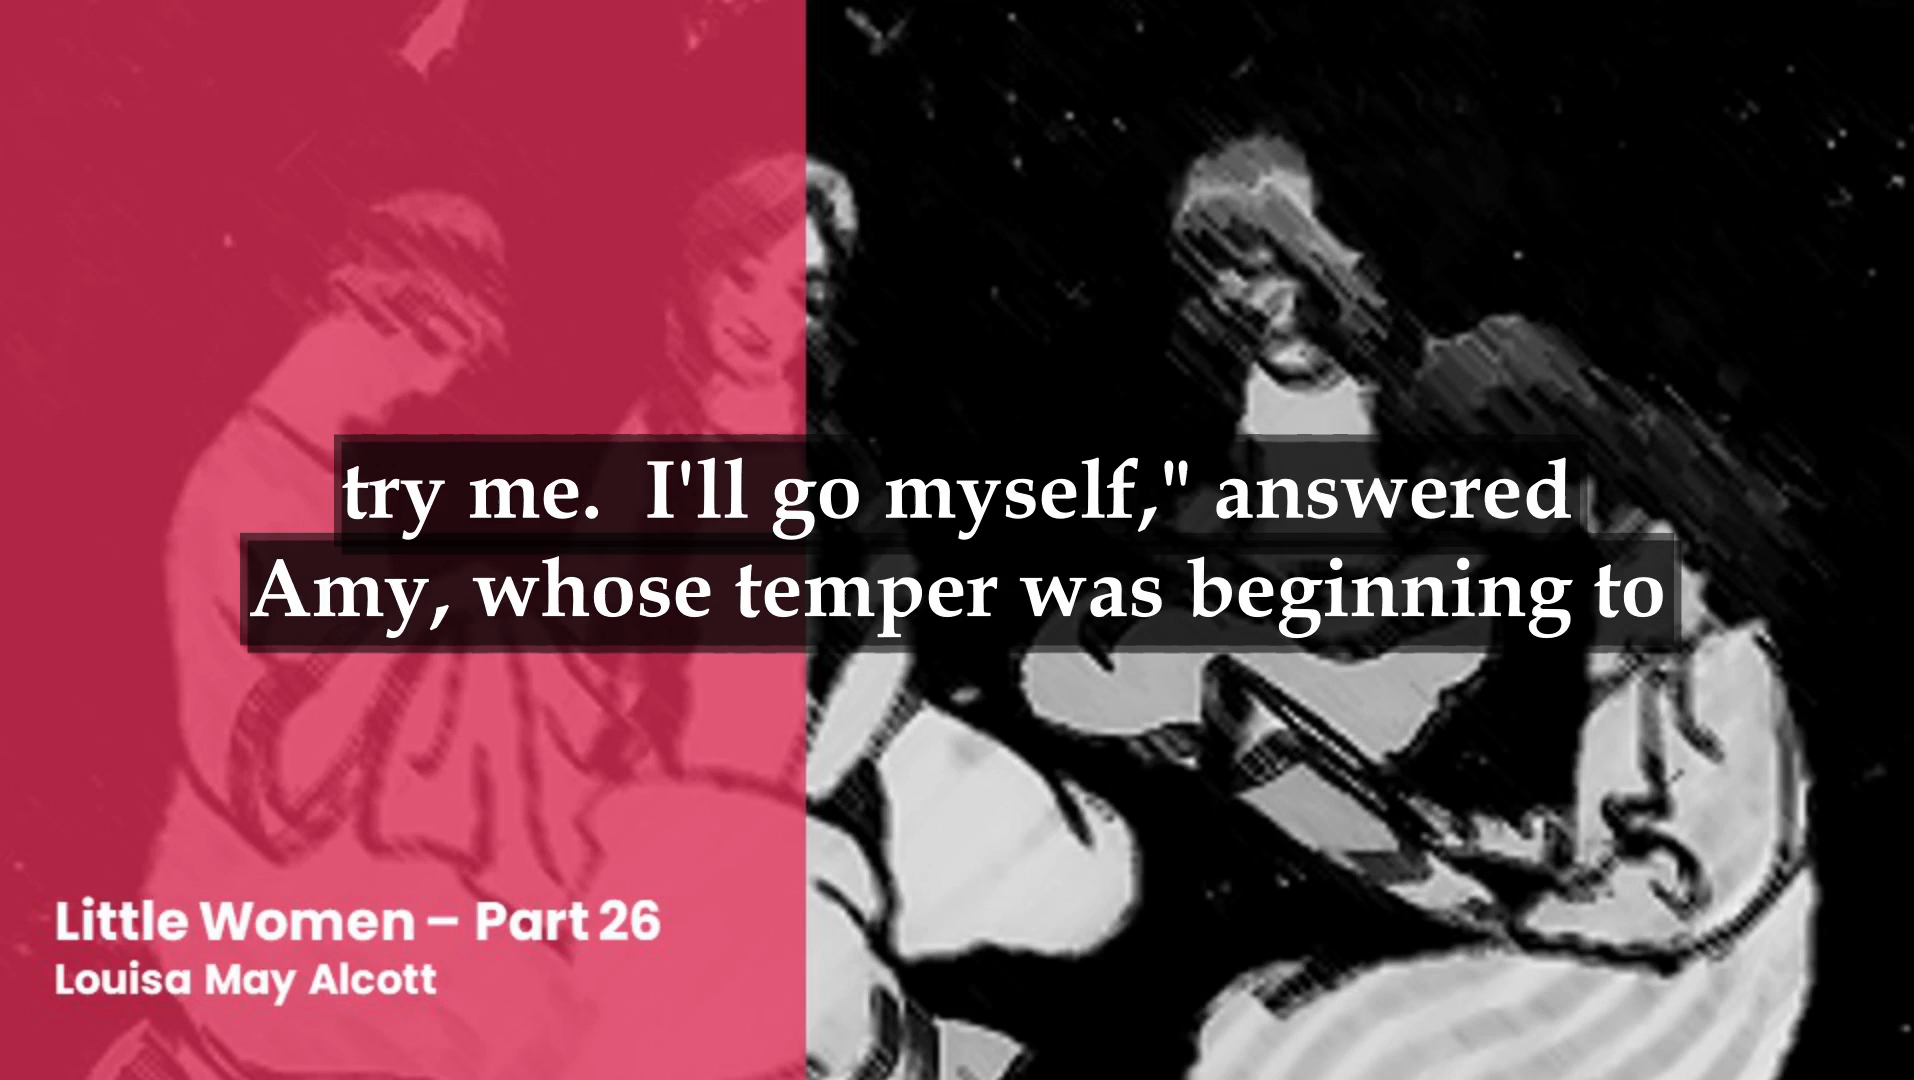 try me.  I'll go myself," answered
Amy, whose temper was beginning to
Little Women – Part 26
Louisa May Alcott